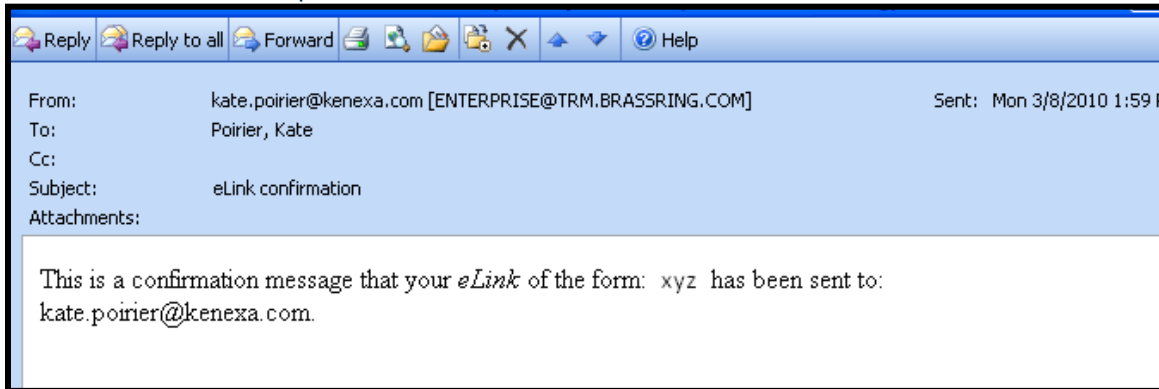 Reply Reply to all Forward Help
From: kate.poirier@kenexa.com [ENTERPRISE@TRM.BRASSRING.COM] Sent: Mon 3/8/2010 1:59
To: Poirier, Kate
Cc:
Subject: eLink confirmation
Attachments:
This is a confirmation message that your eLink of the form: xyz has been sent to:
kate.poirier@kenexa.com.